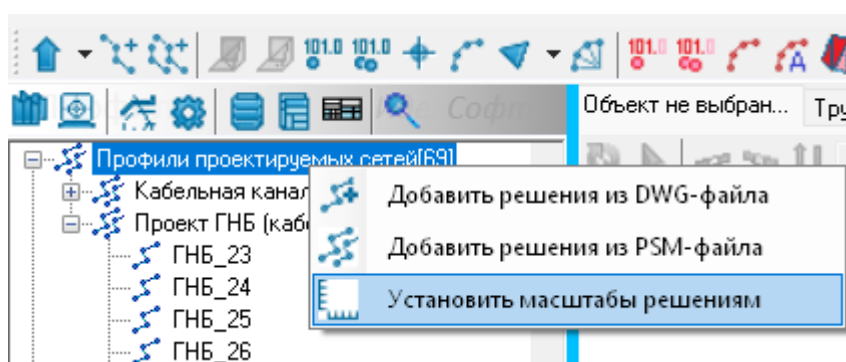 101.0 101.0 101.0 101.0
Софт
Объект не выбран... Тру
Профили проектируемых сетей[69]
Кабельная канал
Проект ГНБ (каб
ГНБ_23
ГНБ_24
ГНБ_25
ГНБ_26
Добавить решения из DWG-файла
Добавить решения из PSM-файла
Установить масштабы решениям